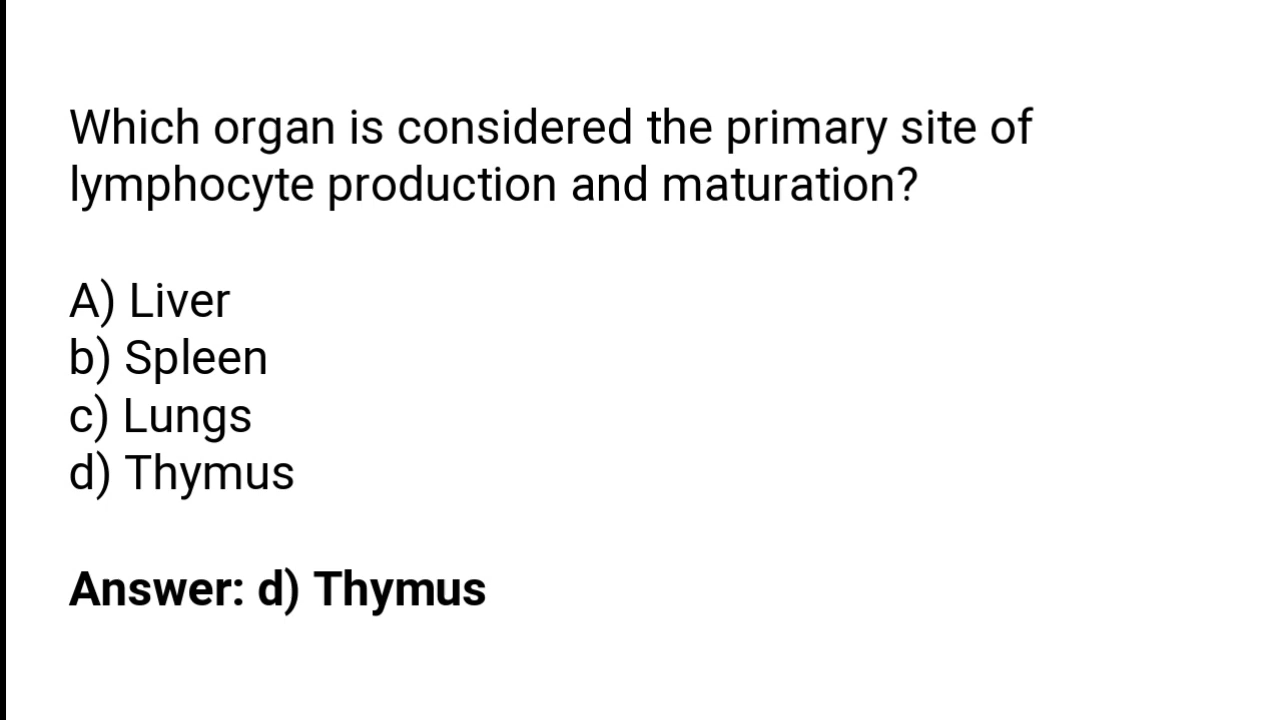 Which organ is considered the primary site of
lymphocyte production and maturation?
A) Liver
b) Spleen
c) Lungs
d) Thymus
Answer: d) Thymus